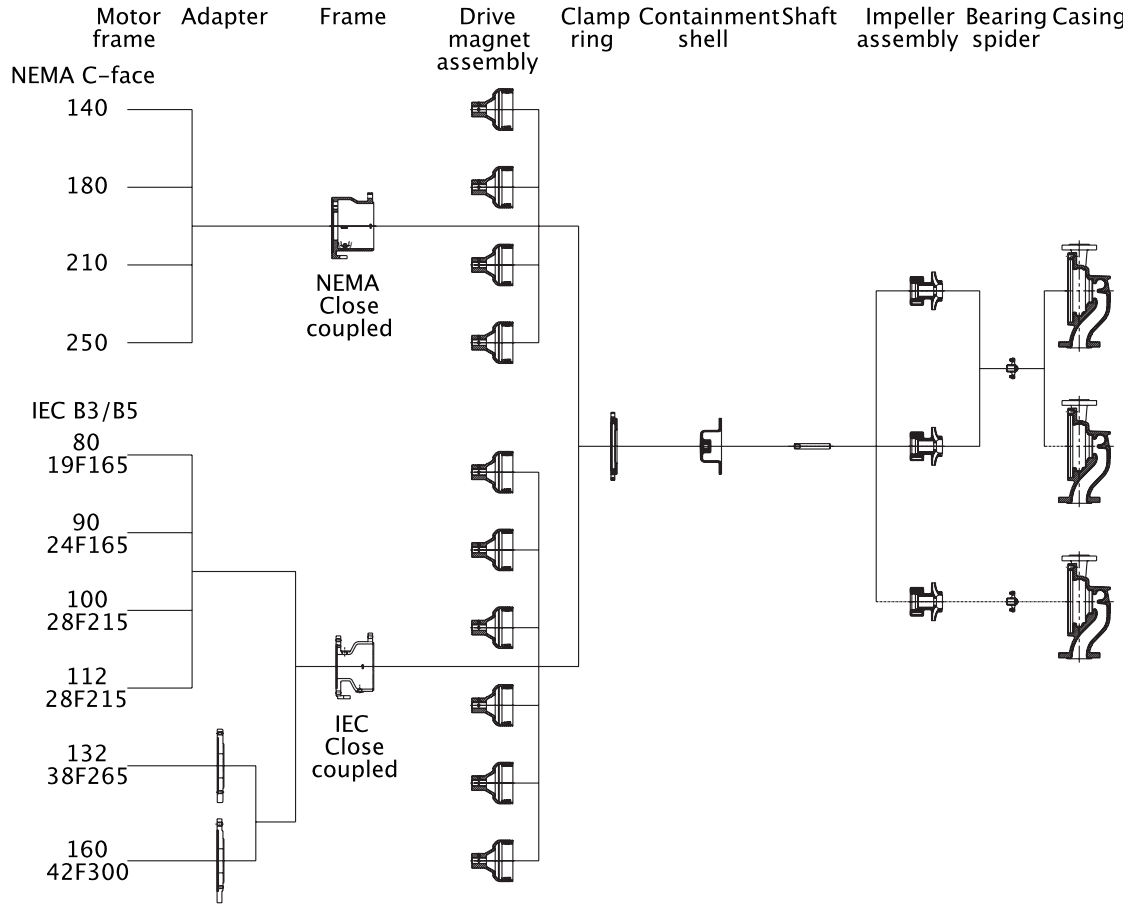 Motor
frame
Adapter
Frame
Drive
magnet
assembly
Clamp
ring
Containment
shell
Shaft
Impeller
assembly
Bearing
spider
Casing
NEMA C-face
140
180
210
250
NEMA
Close
coupled
IEC B3/B5
80
19F165
90
24F165
100
28F215
112
28F215
132
38F265
160
42F300
IEC
Close
coupled